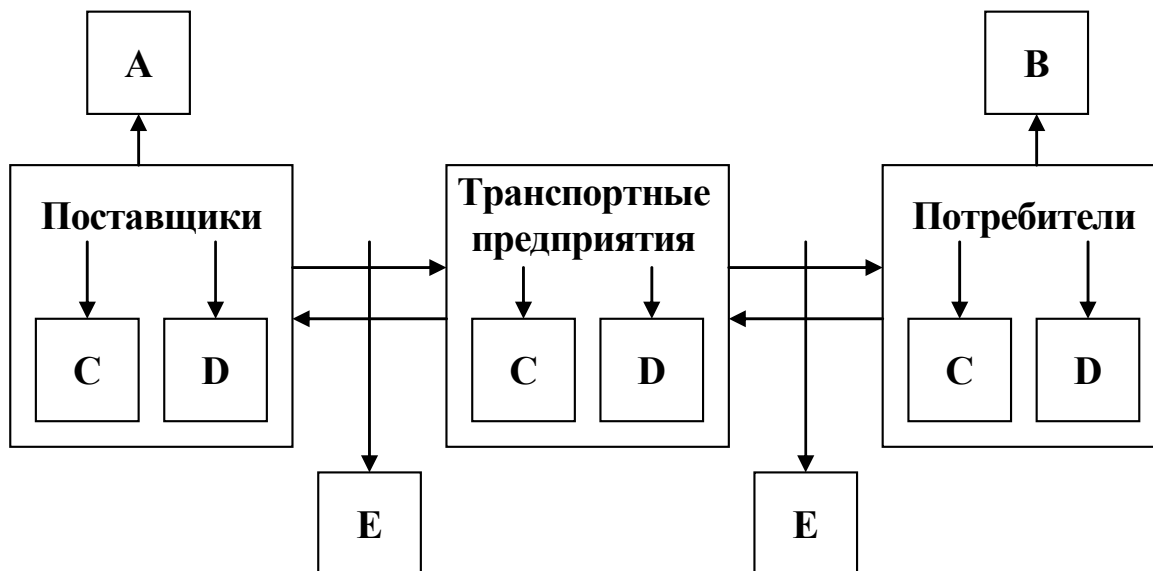 A
B
Поставщики
Транспортные
предприятия
Потребители
C
D
C
D
C
D
E
E